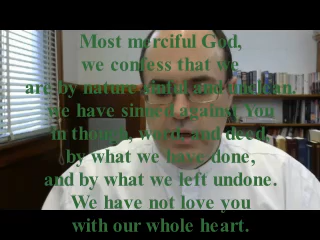 Most merciful God,
we confess that we
are by nature sinful and unclean.
we have sinned against You
in though, word, and deed,
by what we have done,
and by what we left undone.
We have not love you
with our whole heart.